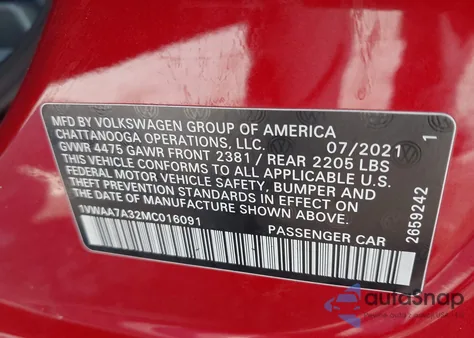 MFD BY VOLKSWAGEN GROUP OF AMERICA
CHATTANOOGA OPERATIONS, LLC. 07/2021 1
GVWR 4475 GAWR FRONT 2381 / REAR 2205 LBS
THIS VEHICLE CONFORMS TO ALL APPLICABLE U.S.
FEDERAL MOTOR VEHICLE SAFETY, BUMPER AND
THEFT PREVENTION STANDARDS IN EFFECT ON
THE DATE OF MANUFACTURE SHOWN ABOVE.
1VWAA7A32MC016091 PASSENGER CAR
2659242
autoSnap